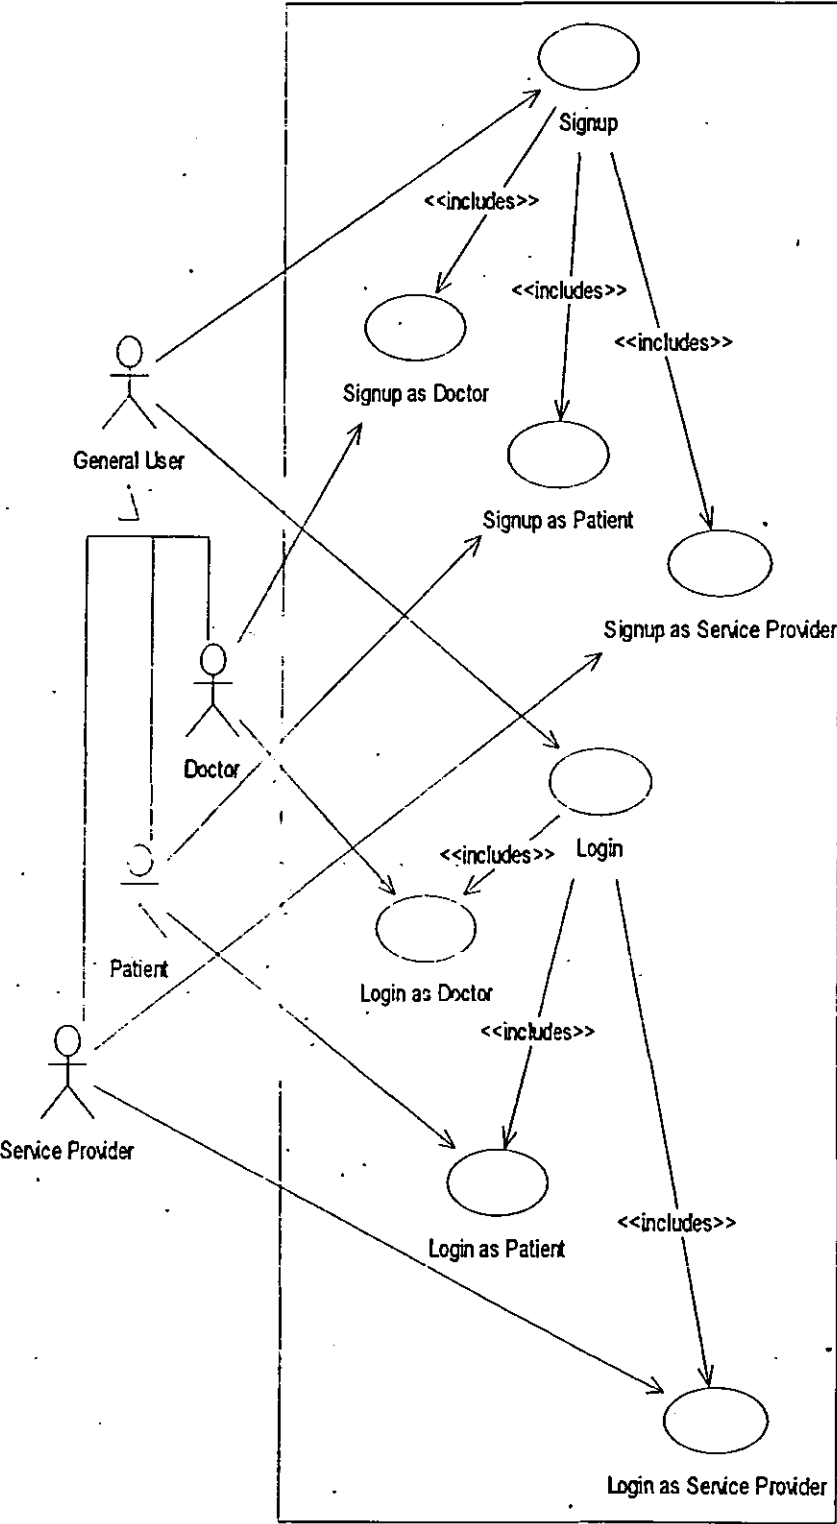 Signup
<<includes>>
<<includes>>
<<includes>>
Signup as Doctor
General User
Signup as Patient
Signup as Service Provider
Doctor
<<includes>>
Login
Patient
Login as Doctor
<<includes>>
Service Provider
<<includes>>
Login as Patient
Login as Service Provider